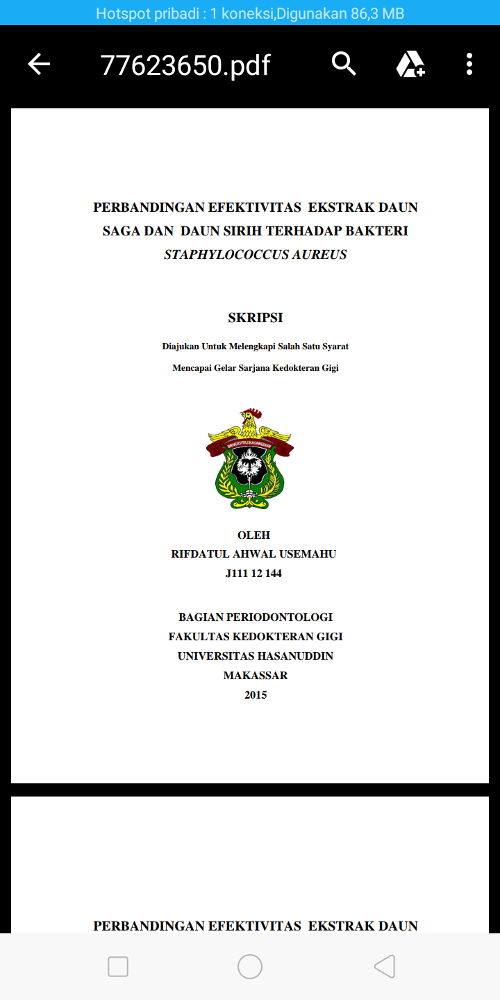 Hotspot pribadi : 1 koneksi,Digunakan 86,3 MB
77623650.pdf
PERBANDINGAN EFEKTIVITAS EKSTRAK DAUN
SAGA DAN DAUN SIRIH TERHADAP BAKTERI
STAPHYLOCOCCUS AUREUS
SKRIPSI
Diajukan Untuk Melengkapi Salah Satu Syarat
Mencapai Gelar Sarjana Kedokteran Gigi
UNIVERSITAS HASANUDDIN
OLEH
RIFDATUL AHWAL USEMAHU
J111 12 144
BAGIAN PERIODONTOLOGI
FAKULTAS KEDOKTERAN GIGI
UNIVERSITAS HASANUDDIN
MAKASSAR
2015
PERBANDINGAN EFEKTIVITAS EKSTRAK DAUN